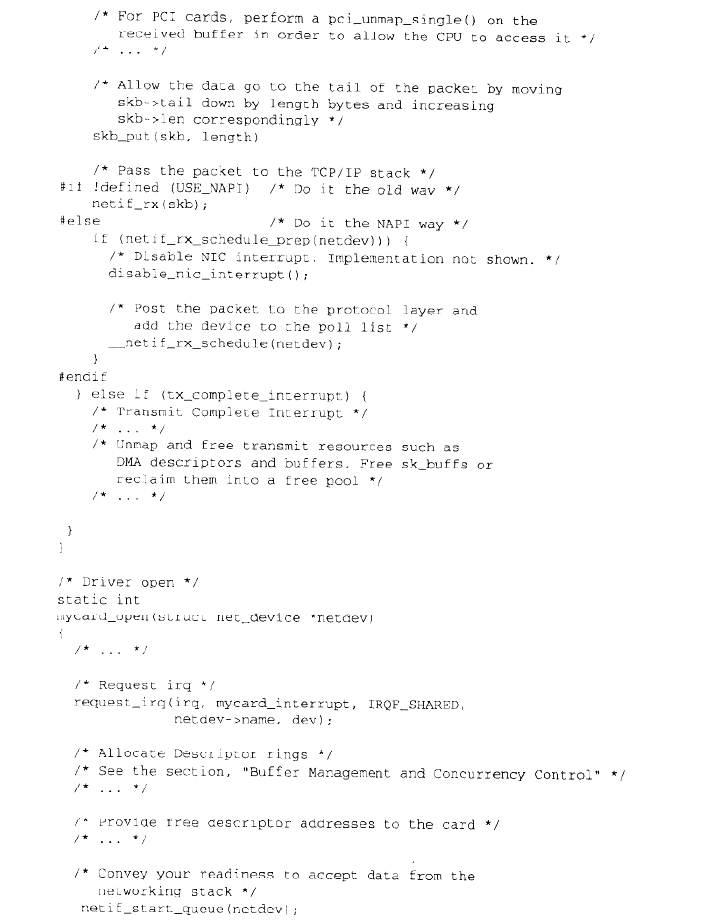 /* For PCI cards, perform a pci_unmap_single() on the
received buffer in order to allow the CPU to access it */
/* ... */
/* Allow the data go to the tail of the packet by moving
skb->tail down by length bytes and increasing
skb->len correspondingly */
skb_put(skb, length)
/* Pass the packet to the TCP/IP stack */
#if !defined (USE_NAPI) /* Do it the old way */
netif_rx(skb);
#else /* Do it the NAPI way */
if (netif_rx_schedule_prep(netdev))) {
/* Disable NIC interrupt. Implementation not shown. */
disable_nic_interrupt();
/* Post the packet to the protocol layer and
add the device to the poll list */
__netif_rx_schedule(netdev);
}
#endif
} else if (tx_complete_interrupt) {
/* Transmit Complete Interrupt */
/* ... */
/* Unmap and free transmit resources such as
DMA descriptors and buffers. Free sk_buffs or
reclaim them into a free pool */
/* ... */
}
}
/* Driver open */
static int
mycard_open(struct net_device *netdev)
{
/* ... */
/* Request irq */
request_irq(irq, mycard_interrupt, IRQF_SHARED,
netdev->name, dev);
/* Allocate Descriptor rings */
/* See the section, "Buffer Management and Concurrency Control" */
/* ... */
/* Provide free descriptor addresses to the card */
/* ... */
/* Convey your readiness to accept data from the
networking stack */
netif_start_queue(netdev);